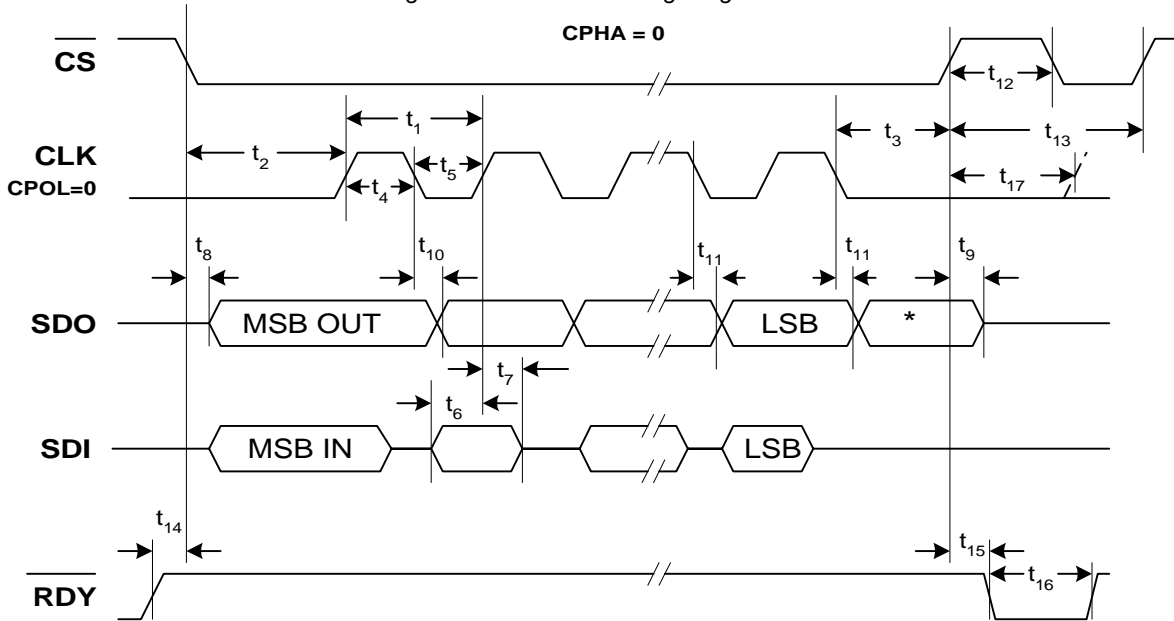 CPHA = 0
CS
t12
t1
t3
t13
CLK
t2
t5
CPOL=0
t4
t17
t8
t10
t11
t11
t9
SDO
MSB OUT
LSB
*
t7
t6
SDI
MSB IN
LSB
t14
t15
RDY
t16